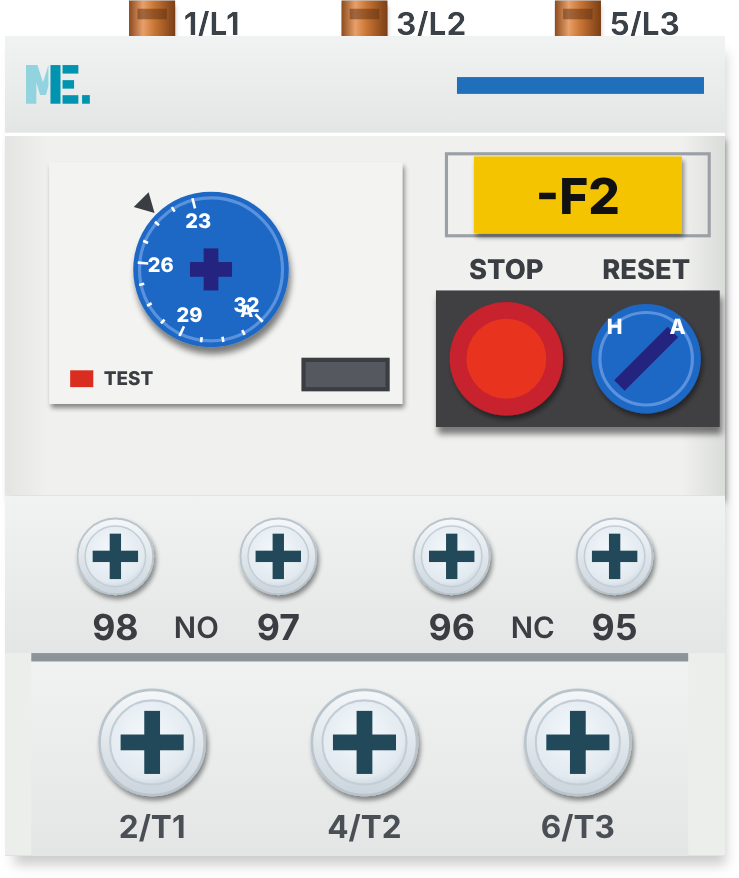 1/L1 3/L2 5/L3
ME.
-F2
23
26
29
32
A
STOP RESET
H A
TEST
98 NO 97 96 NC 95
2/T1 4/T2 6/T3